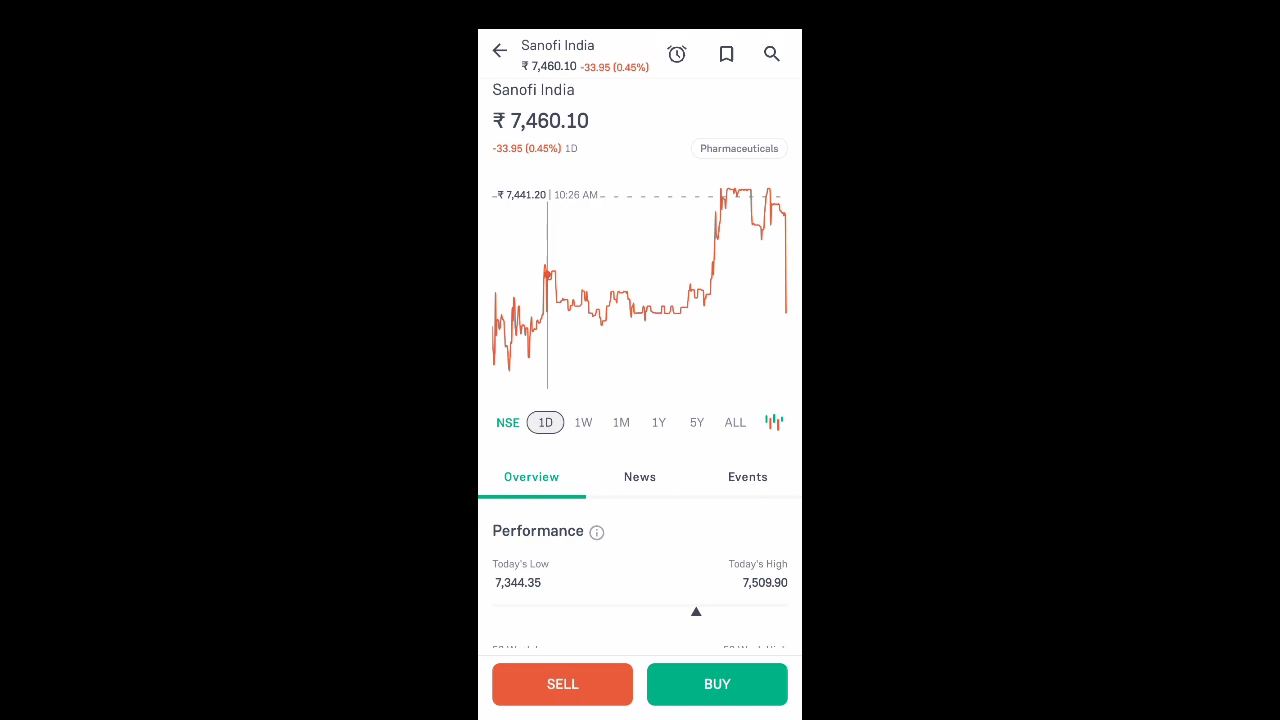 Sanofi India
₹ 7,460.10 -33.95 (0.45%)
Sanofi India
₹ 7,460.10
-33.95 (0.45%) 1D
Pharmaceuticals
₹ 7,441.20 | 10:26 AM
NSE 1D 1W 1M 1Y 5Y ALL
Overview News Events
Performance
Today's Low Today's High
7,344.35 7,509.90
SELL BUY